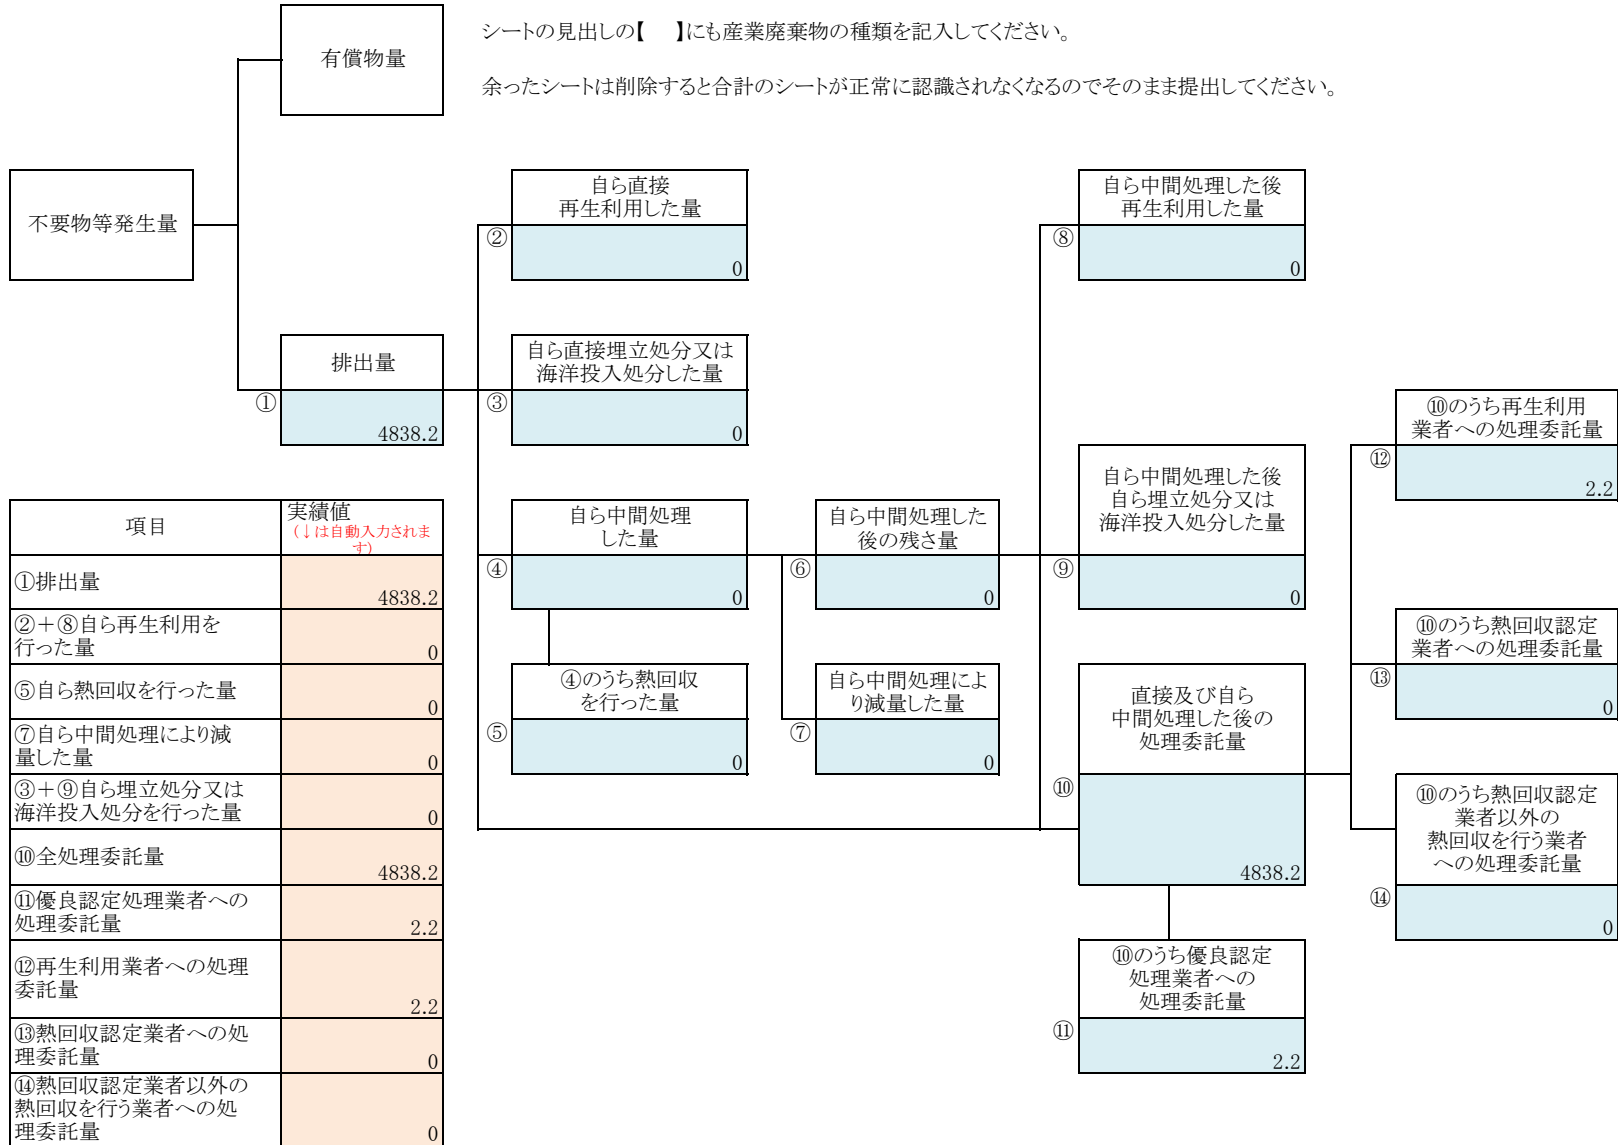 シートの見出しの【　】にも産業廃棄物の種類を記入してください。
余ったシートは削除すると合計のシートが正常に認識されなくなるのでそのまま提出してください。
有償物量
不要物等発生量
排出量
①
4838.2
自ら直接
再生利用した量
②
0
自ら直接埋立処分又は
海洋投入処分した量
③
0
自ら中間処理
した量
④
0
④のうち熱回収
を行った量
⑤
0
自ら中間処理した
後の残さ量
⑥
0
自ら中間処理によ
り減量した量
⑦
0
自ら中間処理した後
再生利用した量
⑧
0
自ら中間処理した後
自ら埋立処分又は
海洋投入処分した量
⑨
0
直接及び自ら
中間処理した後の
処理委託量
⑩
4838.2
⑩のうち優良認定
処理業者への
処理委託量
⑪
2.2
⑩のうち再生利用
業者への処理委託量
⑫
2.2
⑩のうち熱回収認定
業者への処理委託量
⑬
0
⑩のうち熱回収認定
業者以外の
熱回収を行う業者
への処理委託量
⑭
0
項目
実績値
(↓は自動入力されま
す)
①排出量
4838.2
②＋⑧自ら再生利用を
行った量
0
⑤自ら熱回収を行った量
0
⑦自ら中間処理により減
量した量
0
③＋⑨自ら埋立処分又は
海洋投入処分を行った量
0
⑩全処理委託量
4838.2
⑪優良認定処理業者への
処理委託量
2.2
⑫再生利用業者への処理
委託量
2.2
⑬熱回収認定業者への処
理委託量
0
⑭熱回収認定業者以外の
熱回収を行う業者への処
理委託量
0